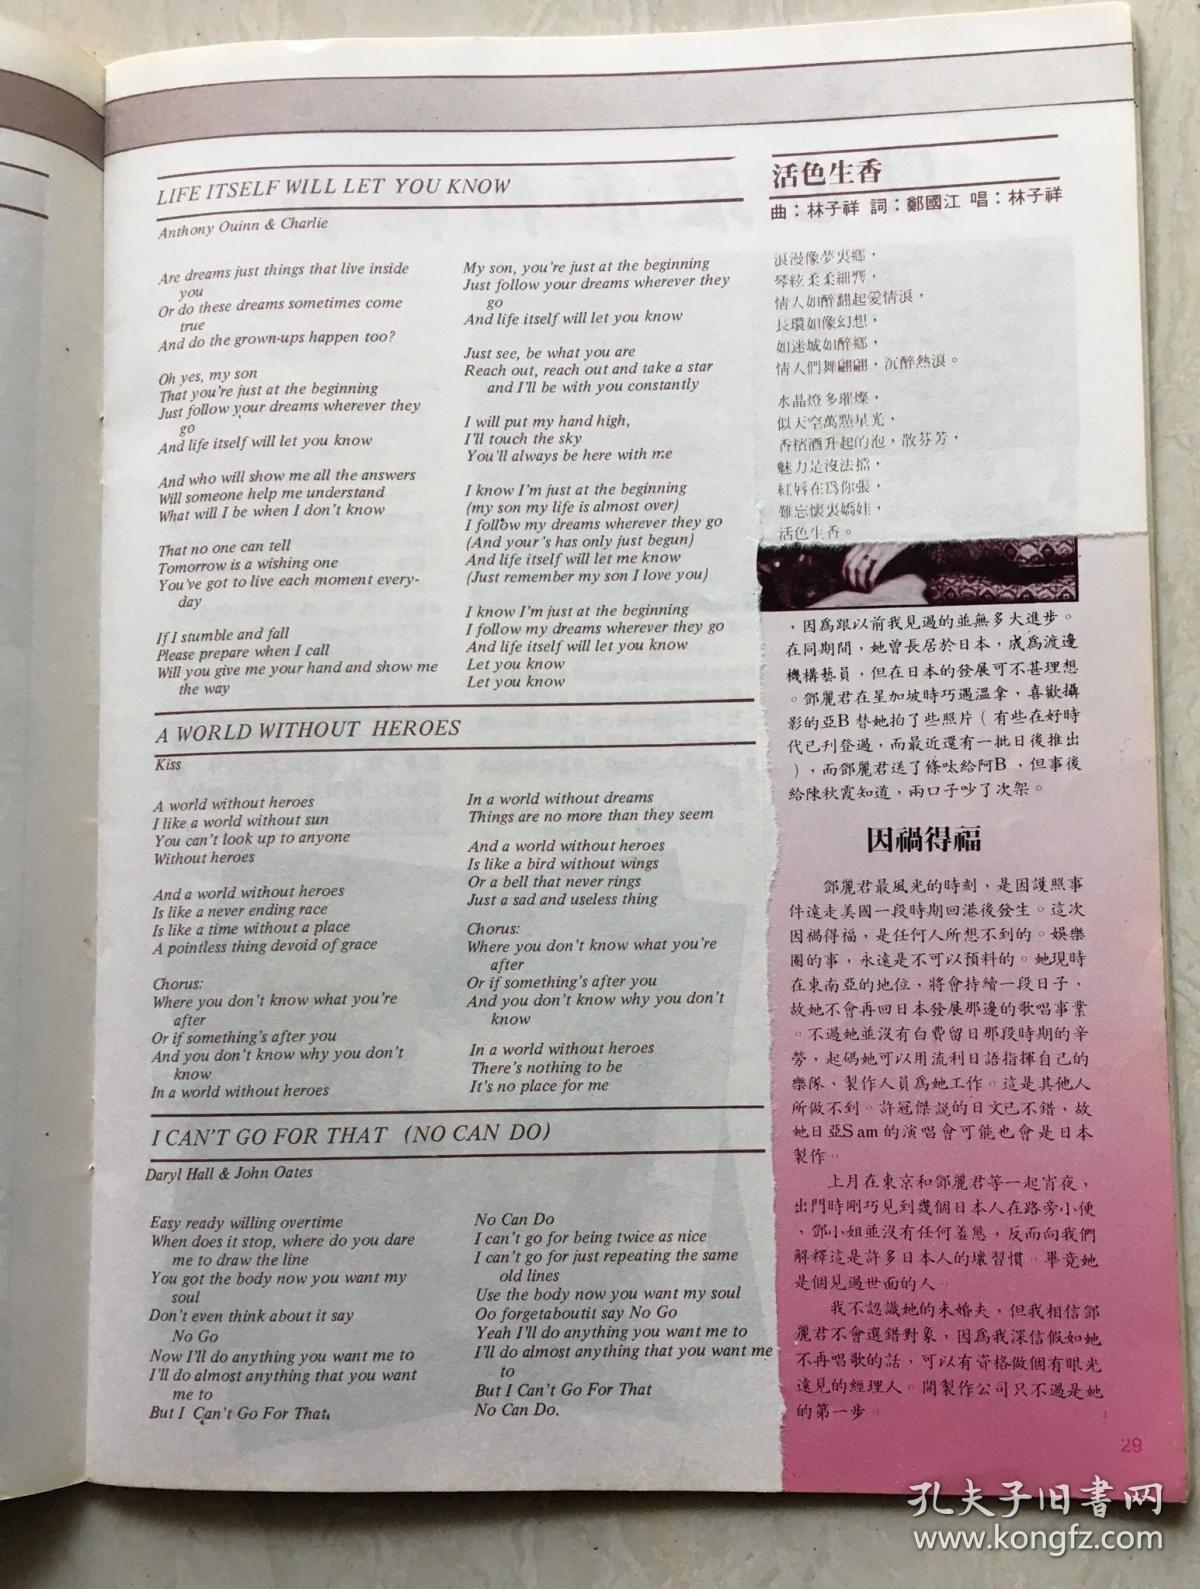 LIFE ITSELF WILL LET YOU KNOW
Anthony Quinn & Charlie
Are dreams just things that live inside
you
Or do these dreams sometimes come
true
And do the grown-ups happen too?
Oh yes, my son
That you're just at the beginning
Just follow your dreams wherever they
go
And life itself will let you know
And who will show me all the answers
Will someone help me understand
What will I be when I don't know
That no one can tell
Tomorrow is a wishing one
You've got to live each moment every-
day
If I stumble and fall
Please prepare when I call
Will you give me your hand and show me
the way
My son, you're just at the beginning
Just follow your dreams wherever they
go
And life itself will let you know
Just see, be what you are
Reach out, reach out and take a star
and I'll be with you constantly
I will put my hand high,
I'll touch the sky
You'll always be here with me
I know I'm just at the beginning
(my son my life is almost over)
I follow my dreams wherever they go
(And your's has only just begun)
And life itself will let me know
(Just remember my son I love you)
I know I'm just at the beginning
I follow my dreams wherever they go
And life itself will let you know
Let you know
Let you know
A WORLD WITHOUT HEROES
Kiss
A world without heroes
I like a world without sun
You can't look up to anyone
Without heroes
And a world without heroes
Is like a never ending race
Is like a time without a place
A pointless thing devoid of grace
Chorus:
Where you don't know what you're
after
Or if something's after you
And you don't know why you don't
know
In a world without heroes
In a world without dreams
Things are no more than they seem
And a world without heroes
Is like a bird without wings
Or a bell that never rings
Just a sad and useless thing
Chorus:
Where you don't know what you're
after
Or if something's after you
And you don't know why you don't
know
In a world without heroes
There's nothing to be
It's no place for me
I CAN'T GO FOR THAT (NO CAN DO)
Daryl Hall & John Oates
Easy ready willing overtime
When does it stop, where do you dare
me to draw the line
You got the body now you want my
soul
Don't even think about it say
No Go
Now I'll do anything you want me to
I'll do almost anything that you want
me to
But I Can't Go For That
No Can Do
I can't go for being twice as nice
I can't go for just repeating the same
old lines
Use the body now you want my soul
Oo forgetaboutit say No Go
Yeah I'll do anything you want me to
I'll do almost anything that you want me
to
But I Can't Go For That
No Can Do.
活色生香
曲：林子祥 詞：鄭國江 唱：林子祥
浪漫像夢裏鄉，
琴絃柔柔細響，
情人如醉翻起愛情浪，
長環如像幻想，
如迷城如醉鄉，
情人們舞翩翩，沉醉熱浪。
水晶燈多璀燦，
似天空萬點星光，
香檳酒升起的泡，散芬芳，
魅力是沒法擋，
紅唇在爲你張，
難忘懷裏嬌娃，
活色生香。
，因爲跟以前我見過的並無多大進步。
在同期間，她曾長居於日本，成爲渡邊
機構藝員，但在日本的發展可不甚理想
。鄧麗君在星加坡時巧遇溫拿，喜歡攝
影的亞B替她拍了些照片（有些在好時
代已刊登過，而最近還有一批日後推出
），而鄧麗君送了條呔給阿B，但事後
給陳秋霞知道，兩口子吵了次架。
因禍得福
鄧麗君最風光的時刻，是因護照事
件遠走美國一段時期回港後發生。這次
因禍得福，是任何人所想不到的。娛樂
圈的事，永遠是不可以預料的。她現時
在東南亞的地位，將會持續一段日子，
故她不會再回日本發展那邊的歌唱事業
。不過她並沒有白費留日那段時期的辛
勞，起碼她可以用流利日語指揮自己的
樂隊、製作人員爲她工作。這是其他人
所做不到。許冠傑說的日文已不錯，故
她日亞Sam的演唱會可能也會是日本
製作。
上月在東京和鄧麗君等一起宵夜，
出門時剛巧見到幾個日本人在路旁小便
，鄧小姐並沒有任何羞態，反而向我們
解釋這是許多日本人的壞習慣。畢竟她
是個見過世面的人。
我不認識她的未婚夫，但我相信鄧
麗君不會選錯對象，因爲我深信假如她
不再唱歌的話，可以有資格做個有眼光
遠見的經理人。開製作公司只不過是她
的第一步。
29
孔夫子旧书网
www.kongfz.com